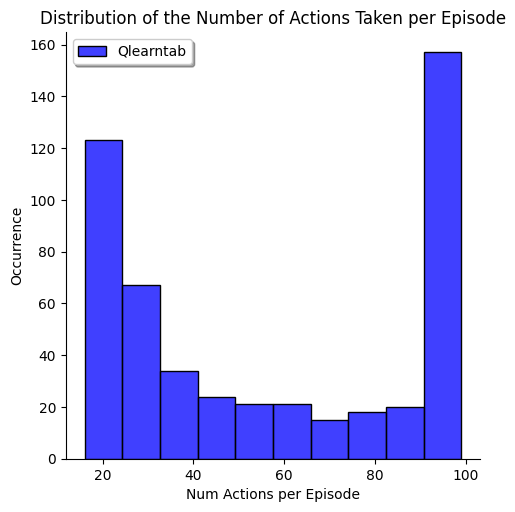 Distribution of the Number of Actions Taken per Episode
Qlearntab
160
140
120
100
80
60
40
20
0
Occurrence
20 40 60 80 100
Num Actions per Episode